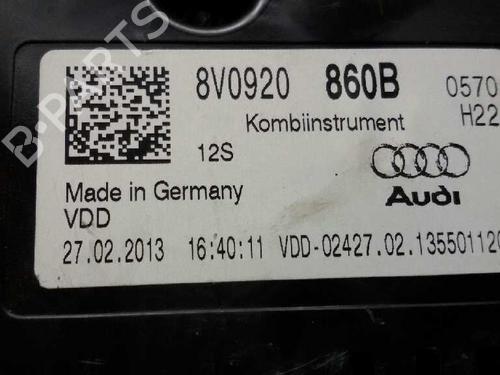 8V0920 860B 0570
Kombiinstrument H22
12S
Audi
Made in Germany
VDD
27.02.2013 16:40:11 VDD-02427.02.135501120
B-PARTS